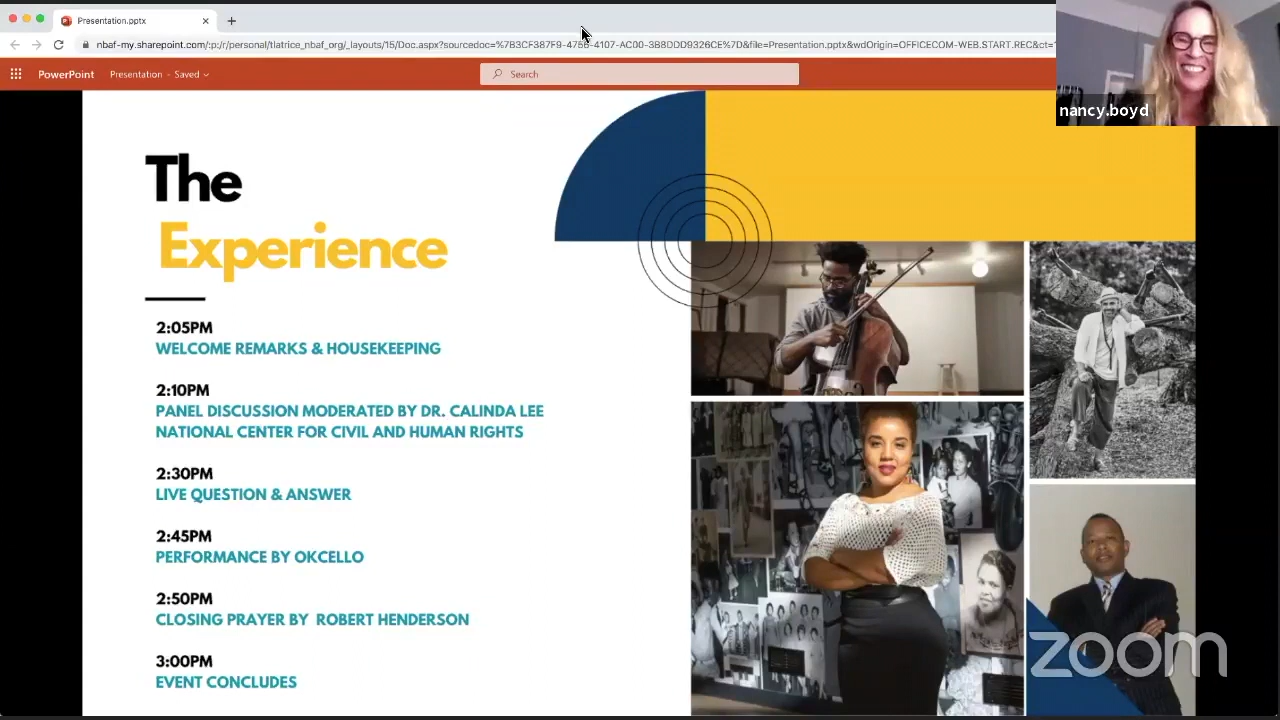 Presentation.pptx
nbaf-my.sharepoint.com/:p:/r/personal/tlatrice_nbaf_org/_layouts/15/Doc.aspx?sourcedoc=%7B3CF387F9-475B-4107-AC00-3B8DDD9326CE%7D&file=Presentation.pptx&wdOrigin=OFFICECOM-WEB.START.REC&ct=
PowerPoint Presentation - Saved
Search
nancy.boyd
The
Experience
2:05PM
WELCOME REMARKS & HOUSEKEEPING
2:10PM
PANEL DISCUSSION MODERATED BY DR. CALINDA LEE
NATIONAL CENTER FOR CIVIL AND HUMAN RIGHTS
2:30PM
LIVE QUESTION & ANSWER
2:45PM
PERFORMANCE BY OKCELLO
2:50PM
CLOSING PRAYER BY ROBERT HENDERSON
3:00PM
EVENT CONCLUDES
zoom